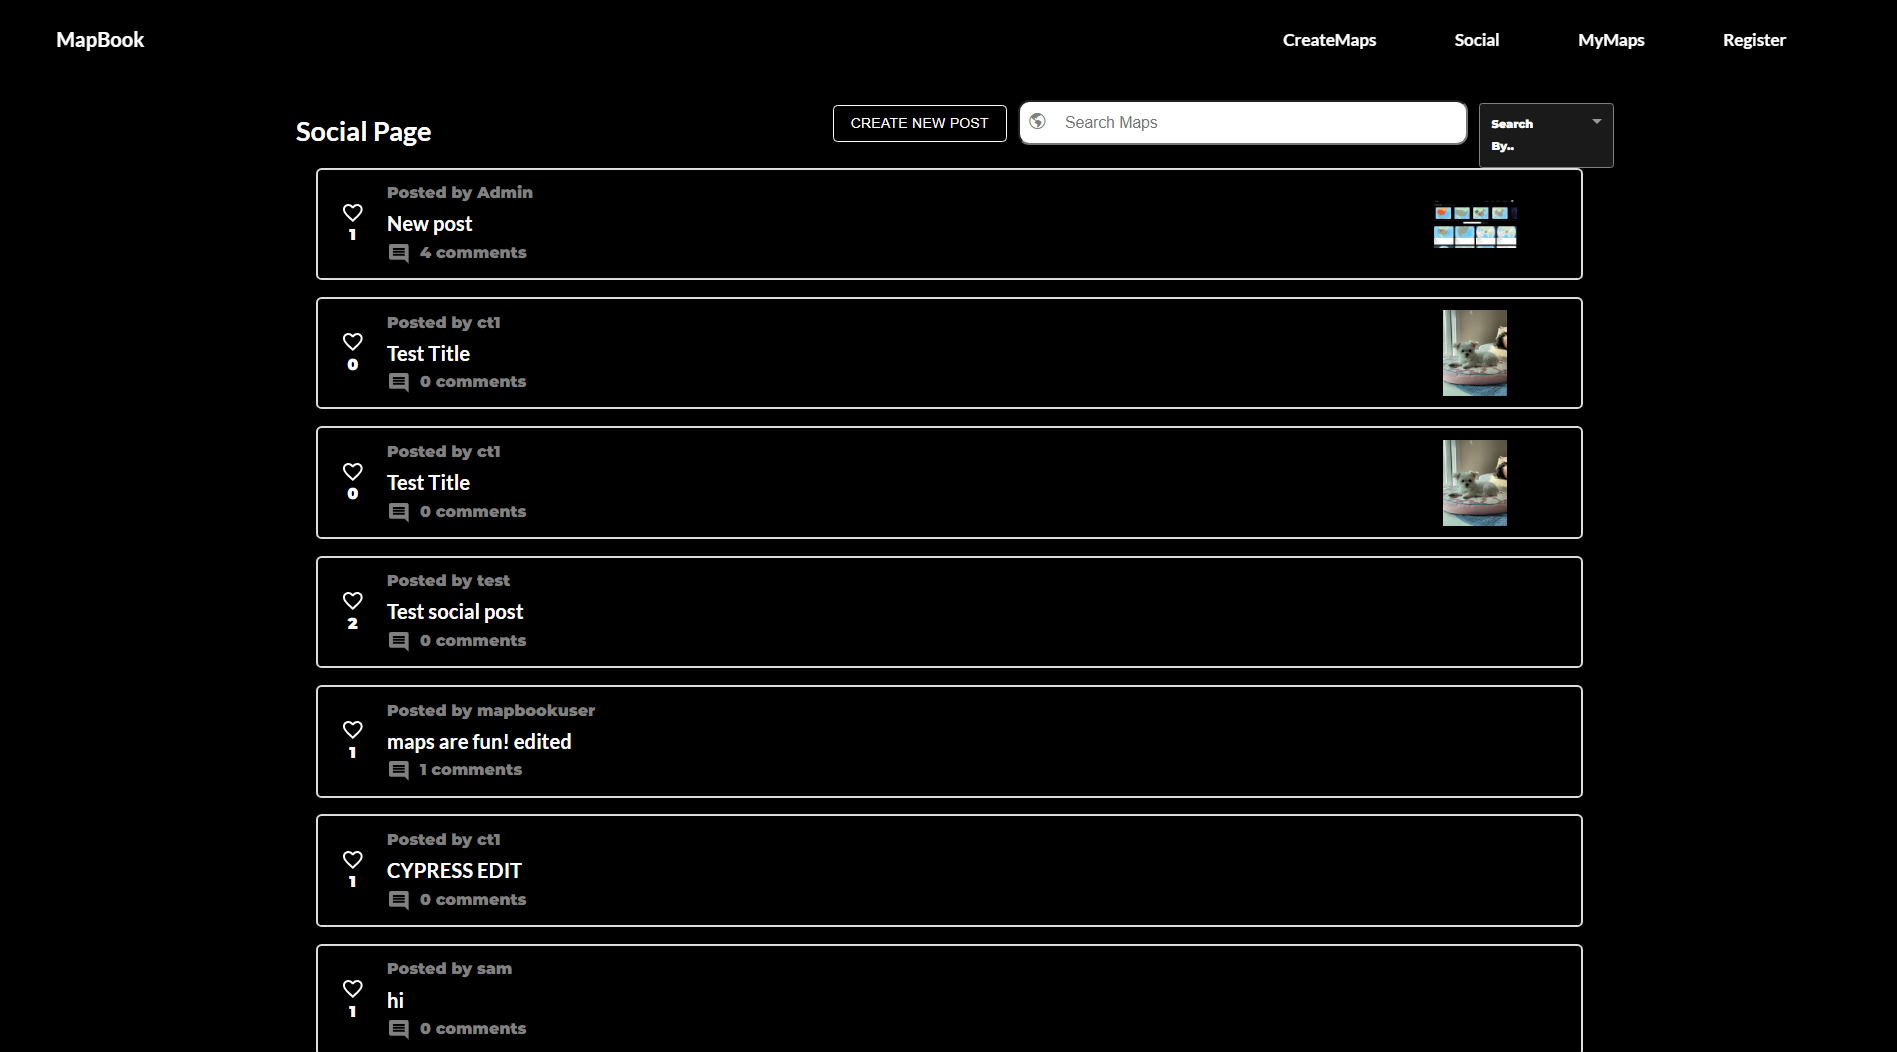 MapBook
CreateMaps
Social
MyMaps
Register
Social Page
CREATE NEW POST
Search Maps
Search
By..
Posted by Admin
New post
1
4 comments
Posted by ct1
Test Title
0
0 comments
Posted by ct1
Test Title
0
0 comments
Posted by test
Test social post
2
0 comments
Posted by mapbookuser
maps are fun! edited
1
1 comments
Posted by ct1
CYPRESS EDIT
1
0 comments
Posted by sam
hi
1
0 comments